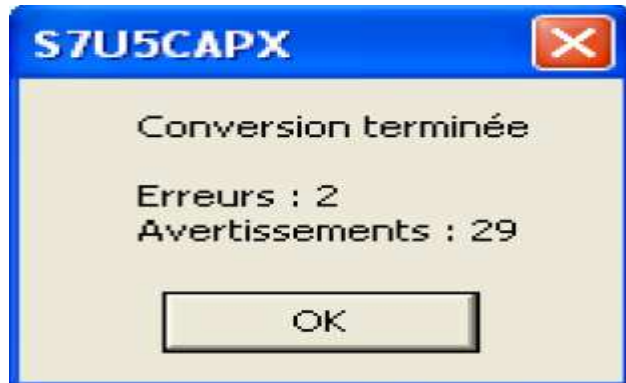 S7U5CAPX
Conversion terminée
Erreurs : 2
Avertissements : 29
OK